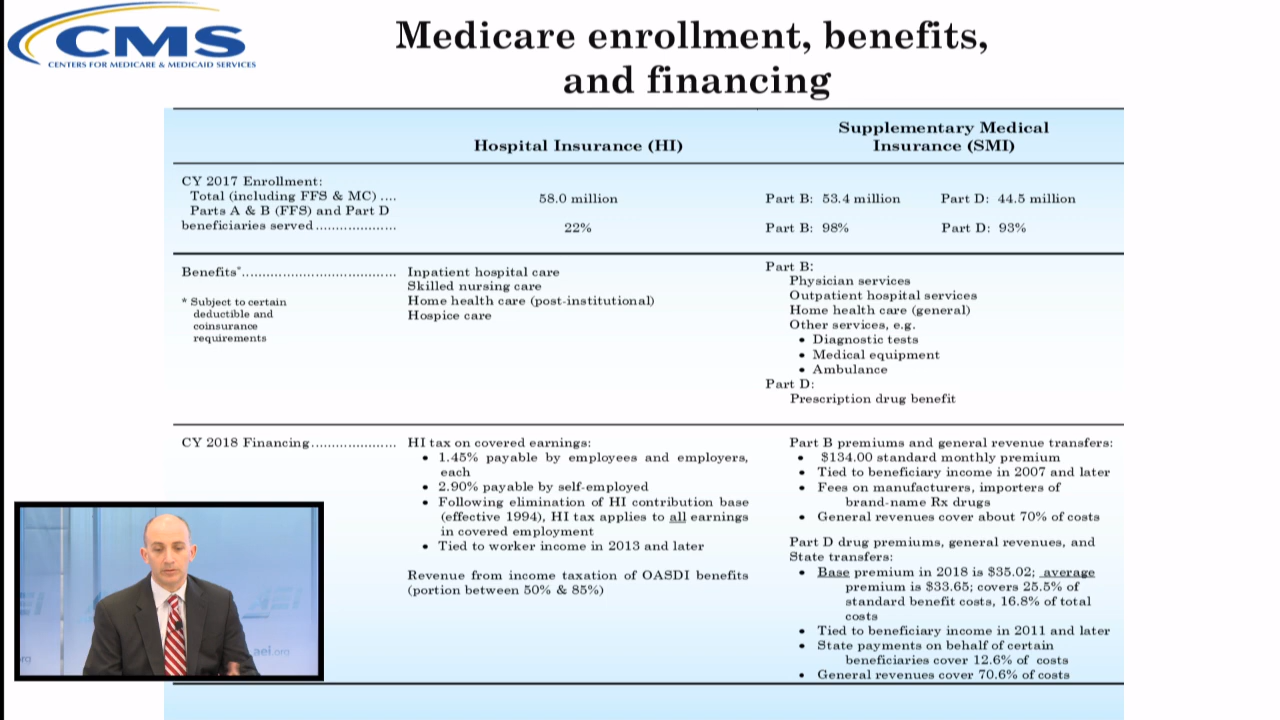 CMS
CENTERS FOR MEDICARE & MEDICAID SERVICES
Medicare enrollment, benefits,
and financing
Hospital Insurance (HI)
Supplementary Medical
Insurance (SMI)
CY 2017 Enrollment:
Total (including FFS & MC) ....
58.0 million
Part B: 53.4 million
Part D: 44.5 million
Parts A & B (FFS) and Part D
beneficiaries served ....................
22%
Part B: 98%
Part D: 93%
Benefits*.....................................
* Subject to certain
deductible and
coinsurance
requirements
Inpatient hospital care
Skilled nursing care
Home health care (post-institutional)
Hospice care
Part B:
Physician services
Outpatient hospital services
Home health care (general)
Other services, e.g.
• Diagnostic tests
• Medical equipment
• Ambulance
Part D:
Prescription drug benefit
CY 2018 Financing.....................
HI tax on covered earnings:
• 1.45% payable by employees and employers,
each
• 2.90% payable by self-employed
• Following elimination of HI contribution base
(effective 1994), HI tax applies to all earnings
in covered employment
• Tied to worker income in 2013 and later
Revenue from income taxation of OASDI benefits
(portion between 50% & 85%)
Part B premiums and general revenue transfers:
• $134.00 standard monthly premium
• Tied to beneficiary income in 2007 and later
• Fees on manufacturers, importers of
brand-name Rx drugs
• General revenues cover about 70% of costs
Part D drug premiums, general revenues, and
State transfers:
• Base premium in 2018 is $35.02; average
premium is $33.65; covers 25.5% of
standard benefit costs, 16.8% of total
costs
• Tied to beneficiary income in 2011 and later
• State payments on behalf of certain
beneficiaries cover 12.6% of costs
• General revenues cover 70.6% of costs
AEI
aei.org
rg